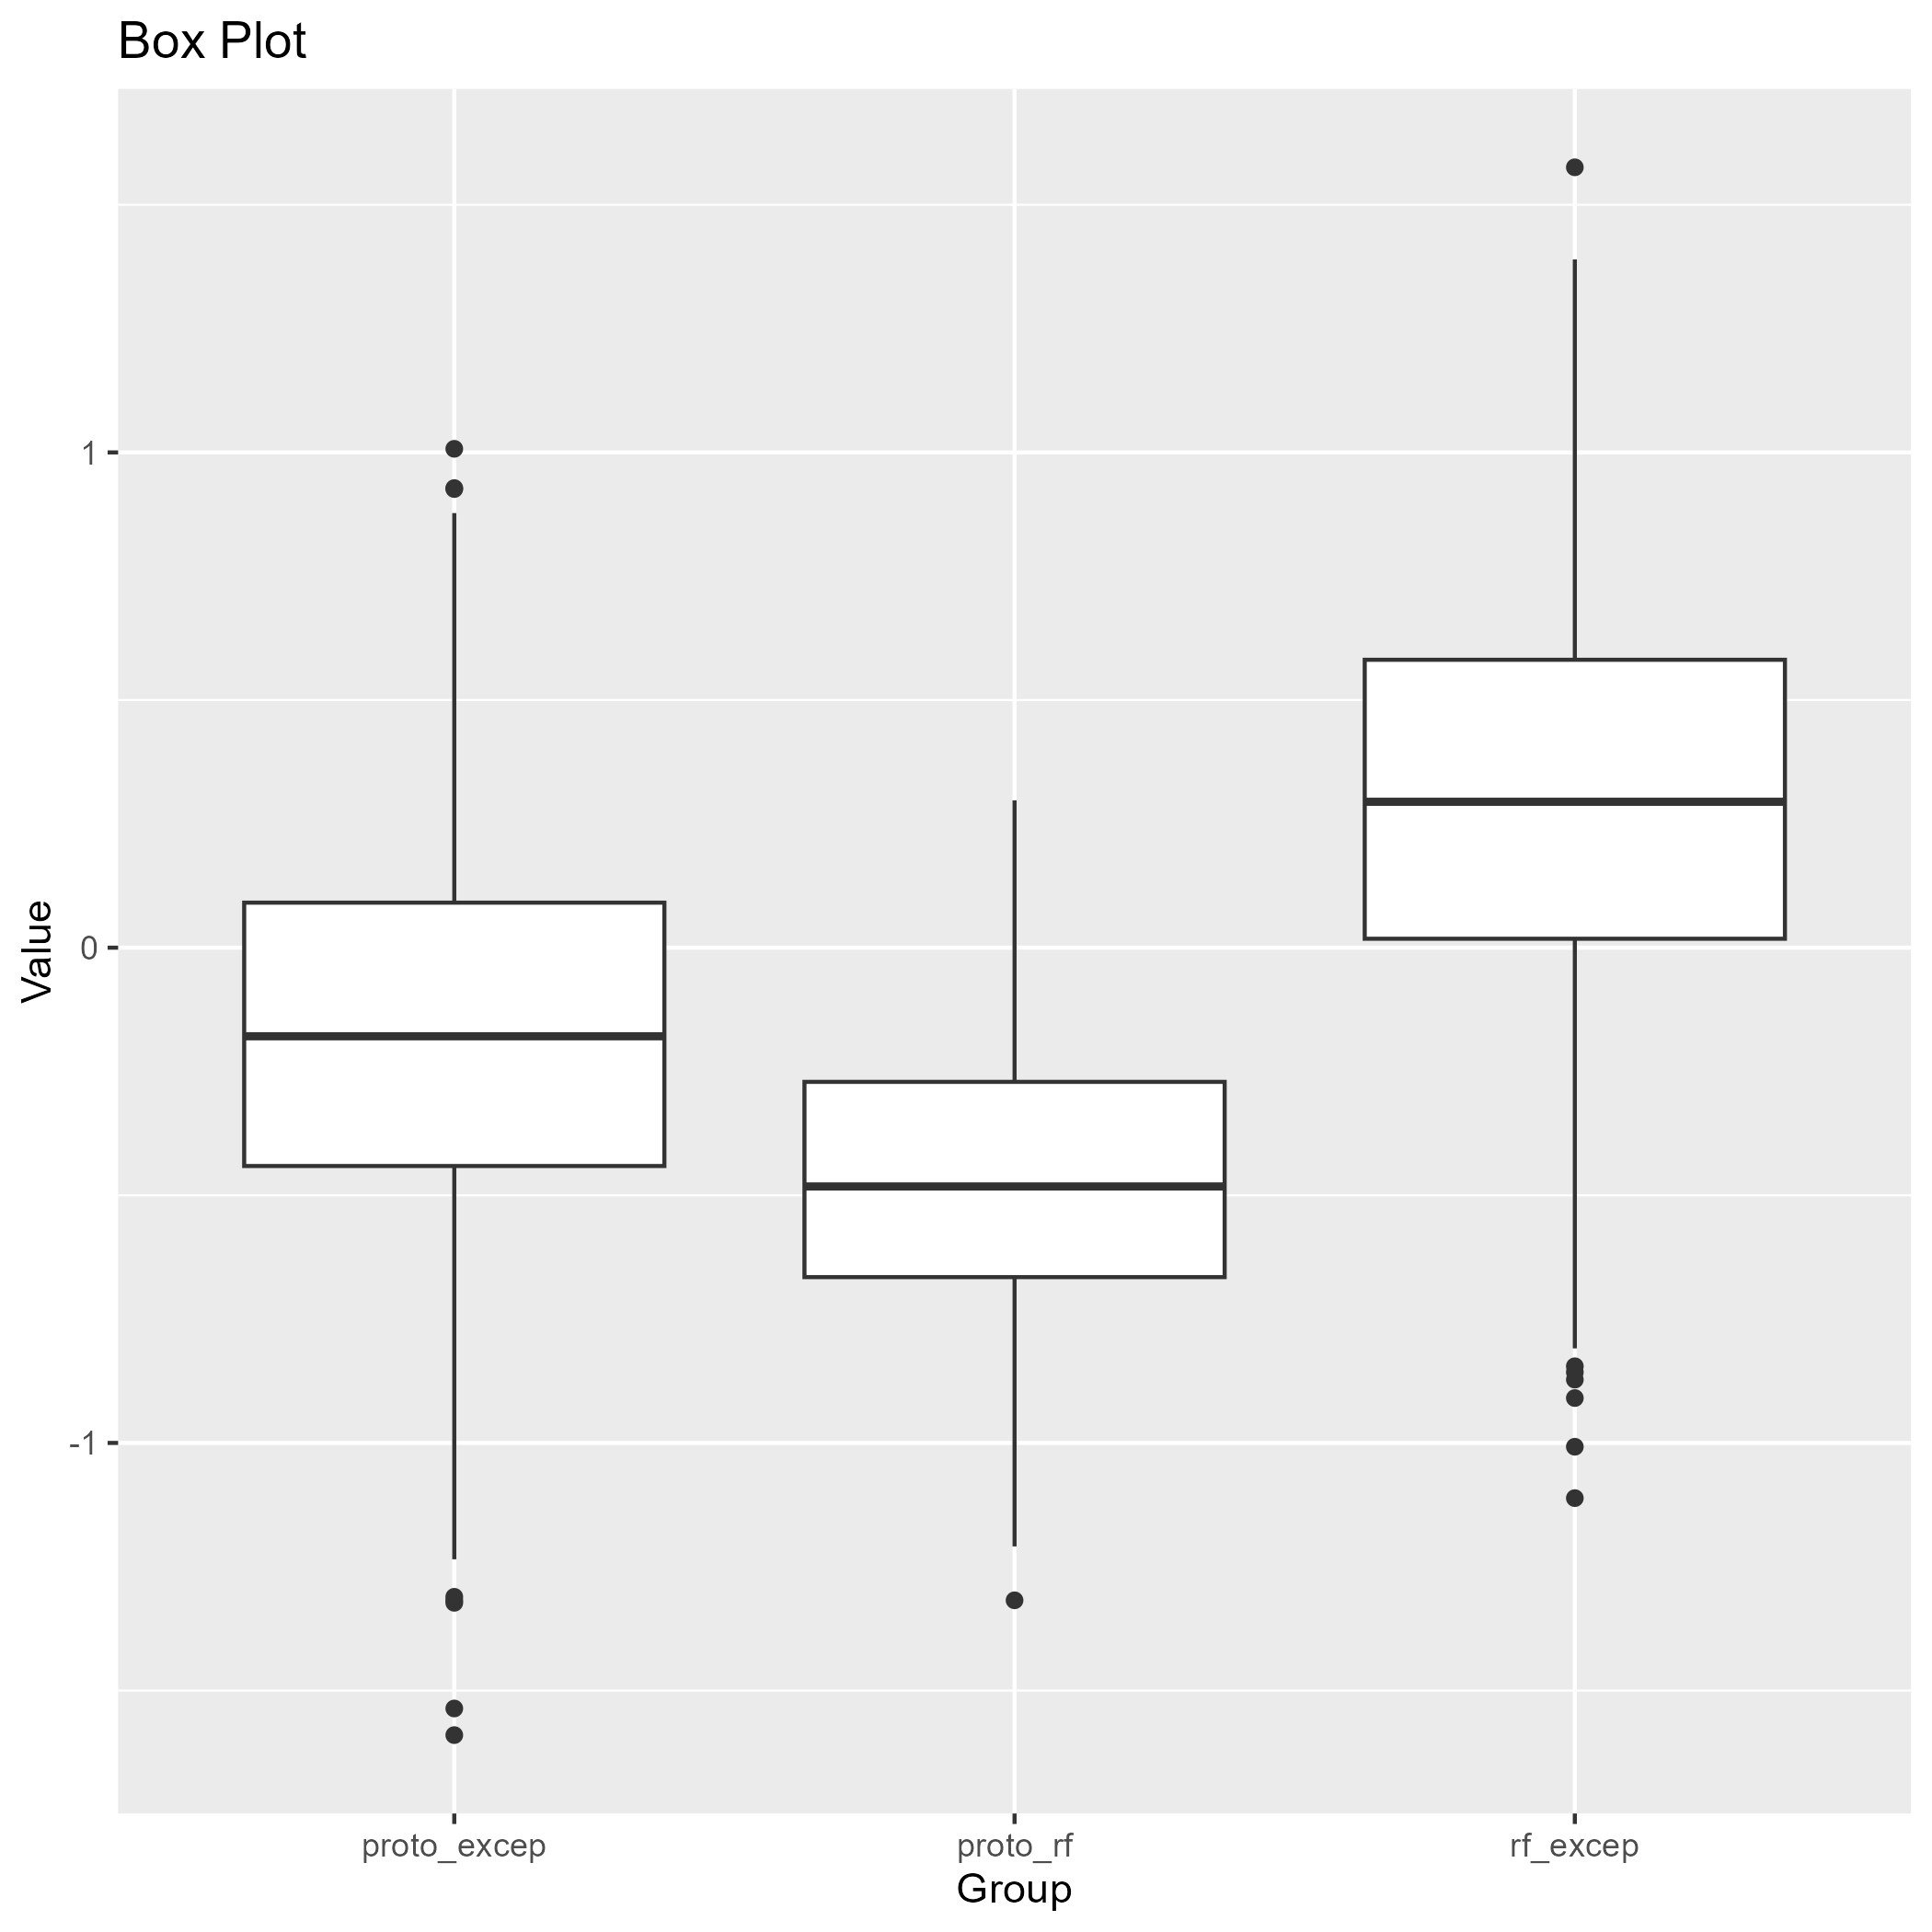 Box Plot
Value
1
0
-1
proto_excep
proto_rf
rf_excep
Group